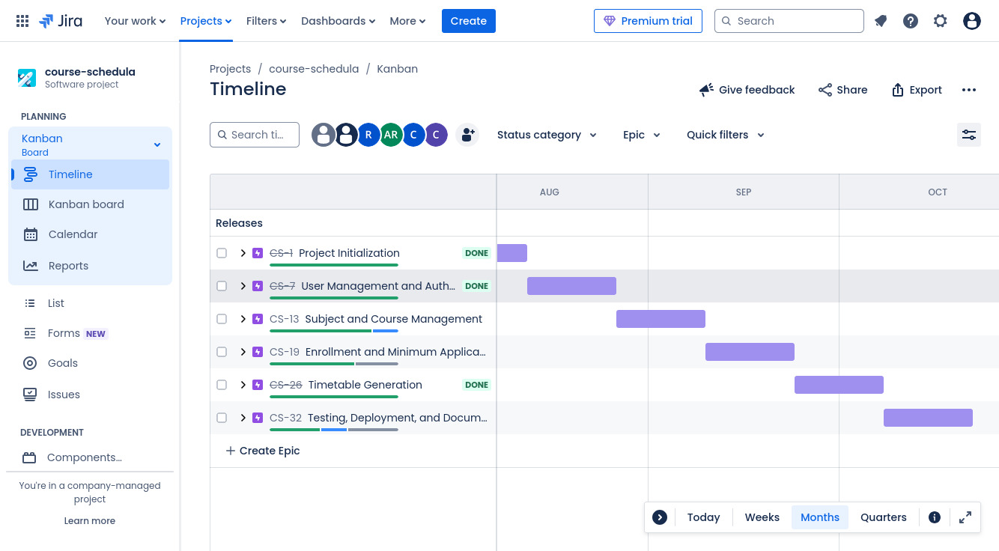 Jira
Your work
Projects
Filters
Dashboards
More
Create
Premium trial
Search
course-schedula
Software project
PLANNING
Kanban
Board
Timeline
Kanban board
Calendar
Reports
List
Forms NEW
Goals
Issues
DEVELOPMENT
Components...
You're in a company-managed
project
Learn more
Projects / course-schedula / Kanban
Timeline
Give feedback
Share
Export
Search ti...
R
AR
C
C
Status category
Epic
Quick filters
AUG
SEP
OCT
Releases
CS-1 Project Initialization DONE
CS-7 User Management and Auth... DONE
CS-13 Subject and Course Management
CS-19 Enrollment and Minimum Applica...
CS-26 Timetable Generation DONE
CS-32 Testing, Deployment, and Docum...
Create Epic
Today
Weeks
Months
Quarters